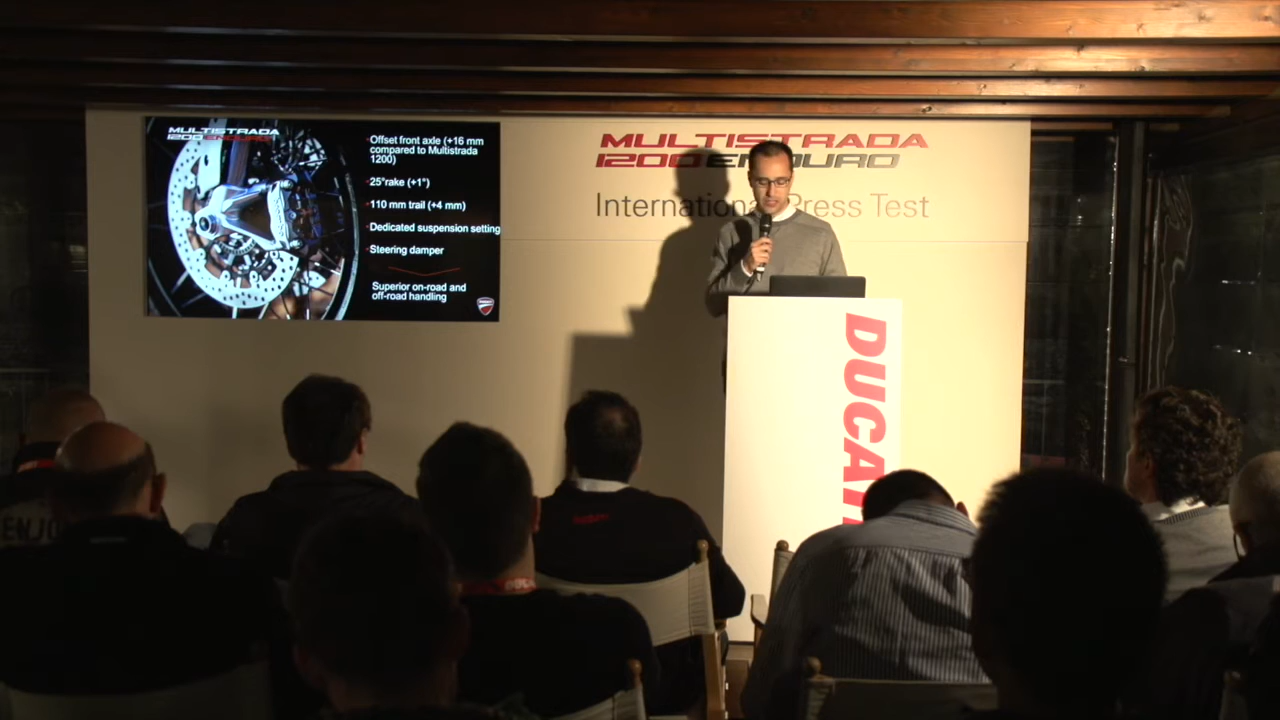 MULTISTRADA
1200 ENDURO
Offset front axle (+16 mm
compared to Multistrada
1200)
25°rake (+1°)
110 mm trail (+4 mm)
Dedicated suspension setting
Steering damper
Superior on-road and
off-road handling
MULTISTRADA
1200 ENDURO
International Press Test
DUCATI
ENJO